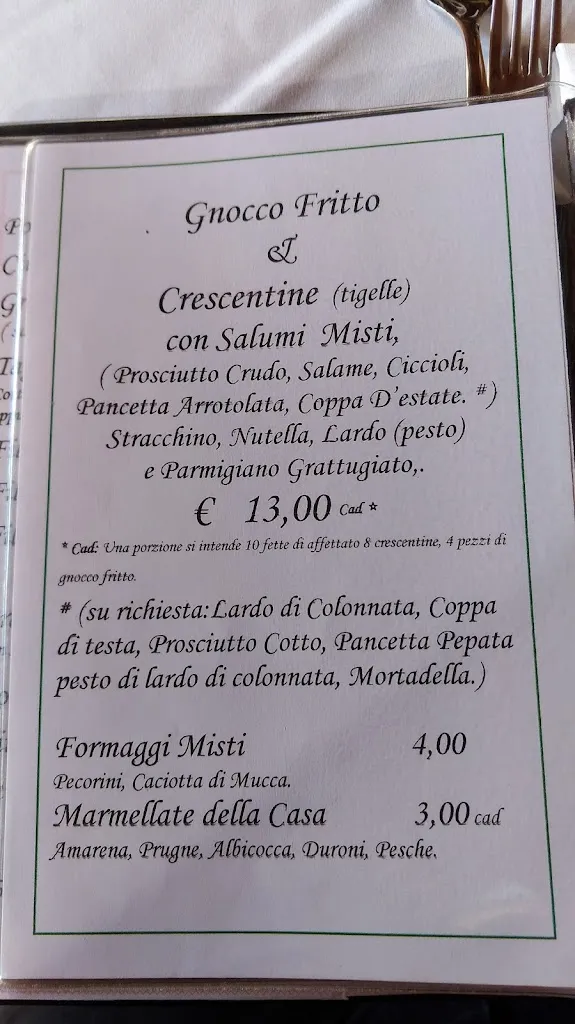 Gnocco Fritto
&
Crescentine (tigelle)
con Salumi Misti,
(Prosciutto Crudo, Salame, Ciccioli,
Pancetta Arrotolata, Coppa D'estate. #)
Stracchino, Nutella, Lardo (pesto)
e Parmigiano Grattugiato,.
€ 13,00 Cad *
* Cad: Una porzione si intende 10 fette di affettato 8 crescentine, 4 pezzi di
gnocco fritto.
# (su richiesta: Lardo di Colonnata, Coppa
di testa, Prosciutto Cotto, Pancetta Pepata
pesto di lardo di colonnata, Mortadella.)
Formaggi Misti 4,00
Pecorini, Caciotta di Mucca.
Marmellate della Casa 3,00 cad
Amarena, Prugne, Albicocca, Duroni, Pesche.